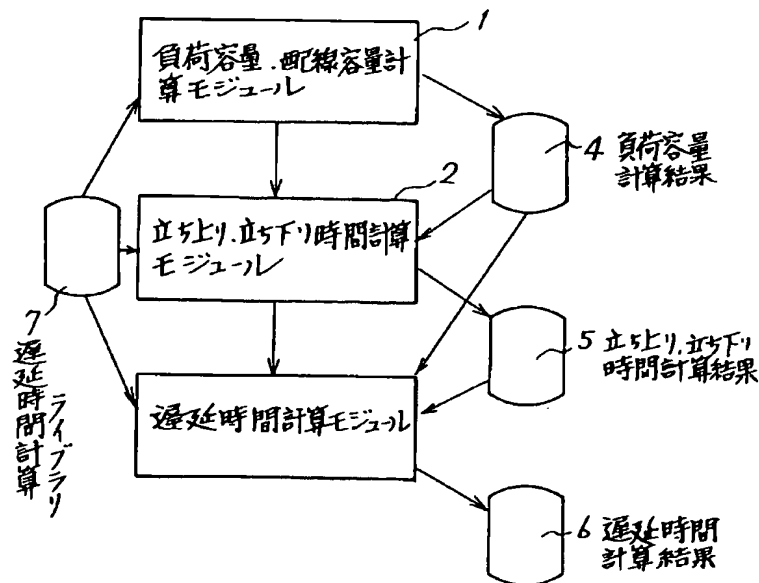 1
負荷容量.配線容量計
算モジュール
4 負荷容量
計算結果
2
立ち上り.立ち下り時間計算
モジュール
7 遅延時間計算
ライブラリ
5 立ち上り.立ち下り
時間計算結果
遅延時間計算モジュール
6 遅延時間
計算結果